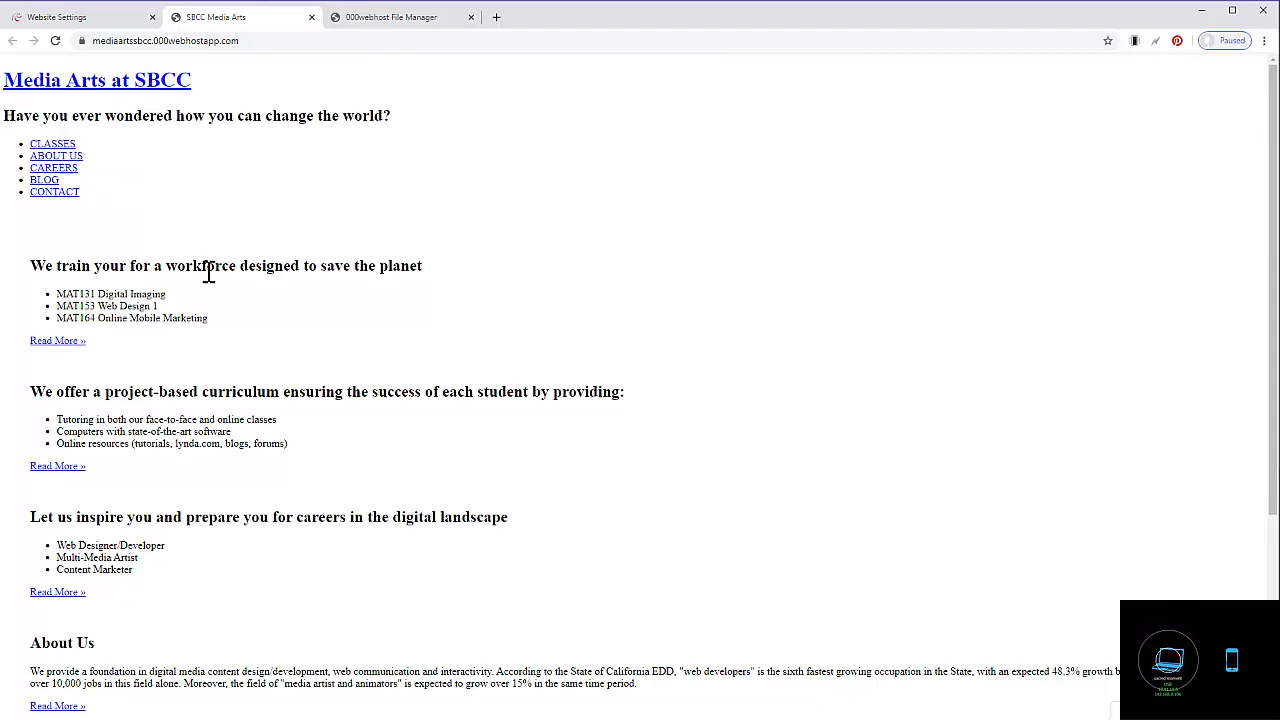 Website Settings
SBCC Media Arts
000webhost File Manager
mediaartssbcc.000webhostapp.com
Paused
Media Arts at SBCC
Have you ever wondered how you can change the world?
CLASSES
ABOUT US
CAREERS
BLOG
CONTACT
We train your for a workforce designed to save the planet
MAT131 Digital Imaging
MAT153 Web Design 1
MAT164 Online Mobile Marketing
Read More »
We offer a project-based curriculum ensuring the success of each student by providing:
Tutoring in both our face-to-face and online classes
Computers with state-of-the-art software
Online resources (tutorials, lynda.com, blogs, forums)
Read More »
Let us inspire you and prepare you for careers in the digital landscape
Web Designer/Developer
Multi-Media Artist
Content Marketer
Read More »
About Us
We provide a foundation in digital media content design/development, web communication and interactivity. According to the State of California EDD, "web developers" is the sixth fastest growing occupation in the State, with an expected 48.3% growth
over 10,000 jobs in this field alone. Moreover, the field of "media artist and animators" is expected to grow over 15% in the same time period.
Read More »